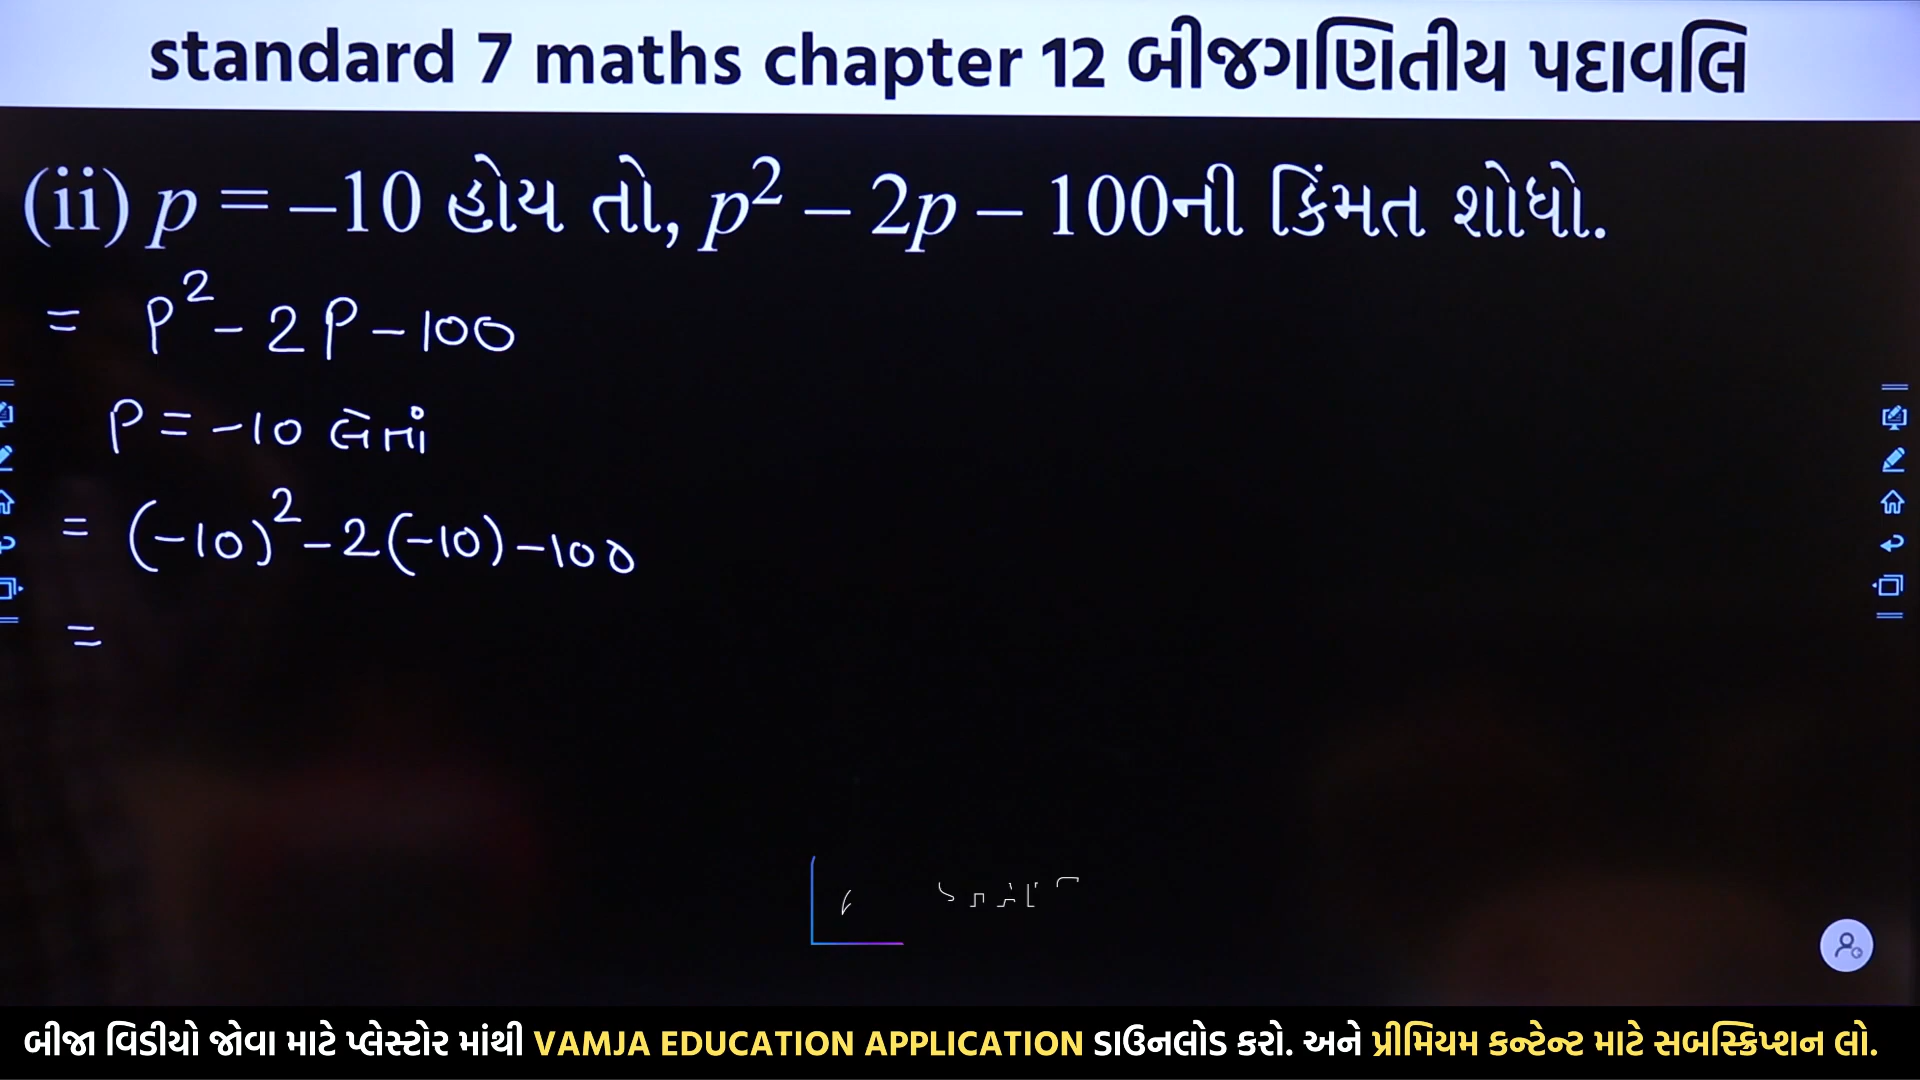 standard 7 maths chapter 12 બીજગણિતીય પદાવલિ
(ii) p = –10 હોય તો, p² – 2p – 100ની કિંમત શોધો.
= p² - 2p - 100
p = -10 લેતાં
= (-10)² - 2(-10) - 100
=
બીજા વિડીયો જોવા માટે પ્લેસ્ટોર માંથી VAMJA EDUCATION APPLICATION ડાઉનલોડ કરો. અને પ્રીમિયમ કન્ટેન્ટ માટે સબસ્ક્રિપ્શન લો.